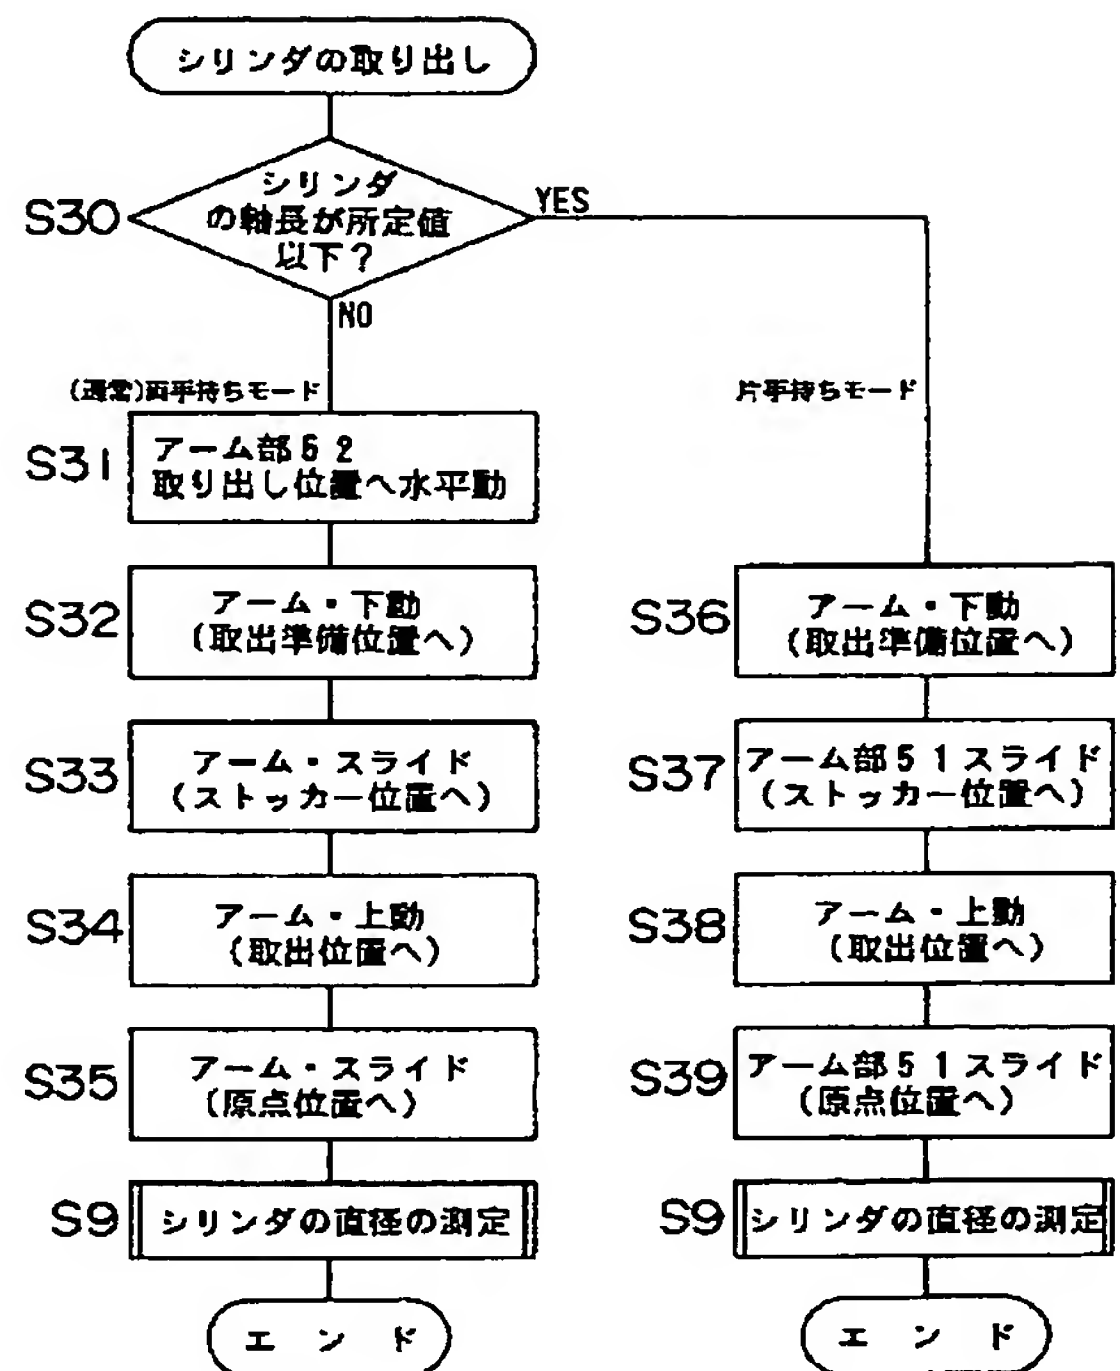 シリンダの取り出し
S30
シリンダ
の軸長が所定値
以下?
YES
NO
(通常)両手持ちモード
片手持ちモード
S31
アーム部52
取り出し位置へ水平動
S32
アーム・下動
(取出準備位置へ)
S36
アーム・下動
(取出準備位置へ)
S33
アーム・スライド
(ストッカー位置へ)
S37
アーム部51スライド
(ストッカー位置へ)
S34
アーム・上動
(取出位置へ)
S38
アーム・上動
(取出位置へ)
S35
アーム・スライド
(原点位置へ)
S39
アーム部51スライド
(原点位置へ)
S9
シリンダの直径の測定
S9
シリンダの直径の測定
エンド
エンド